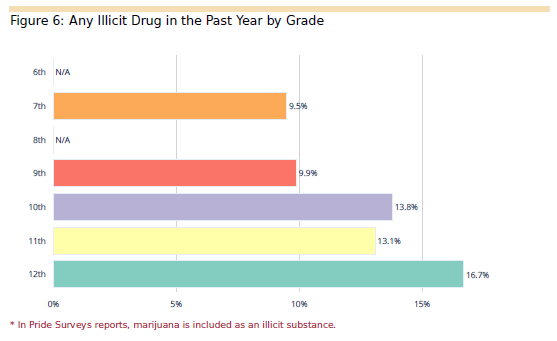 Figure 6: Any Illicit Drug in the Past Year by Grade
6th N/A
7th 9.5%
8th N/A
9th 9.9%
10th 13.8%
11th 13.1%
12th 16.7%
0% 5% 10% 15%
* In Pride Surveys reports, marijuana is included as an illicit substance.